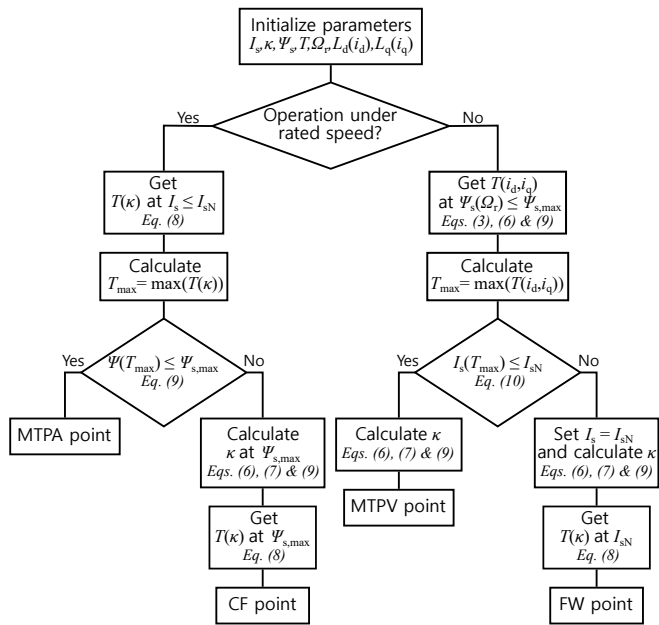 Initialize parameters
I_s,κ,Ψ_s,T,Ω_r,L_d(i_d),L_q(i_q)
Operation under
rated speed?
Yes
No
Get
T(κ) at I_s ≤ I_sN
Eq. (8)
Calculate
T_max= max(T(κ))
Yes
Ψ(T_max) ≤ Ψ_s,max
Eq. (9)
No
MTPA point
Calculate
κ at Ψ_s,max
Eqs. (6), (7) & (9)
Get
T(κ) at Ψ_s,max
Eq. (8)
CF point
Get T(i_d,i_q)
at Ψ_s(Ω_r) ≤ Ψ_s,max
Eqs. (3), (6) & (9)
Calculate
T_max= max(T(i_d,i_q))
Yes
I_s(T_max) ≤ I_sN
Eq. (10)
No
Calculate κ
Eqs. (6), (7) & (9)
MTPV point
Set I_s = I_sN
and calculate κ
Eqs. (6), (7) & (9)
Get
T(κ) at I_sN
Eq. (8)
FW point